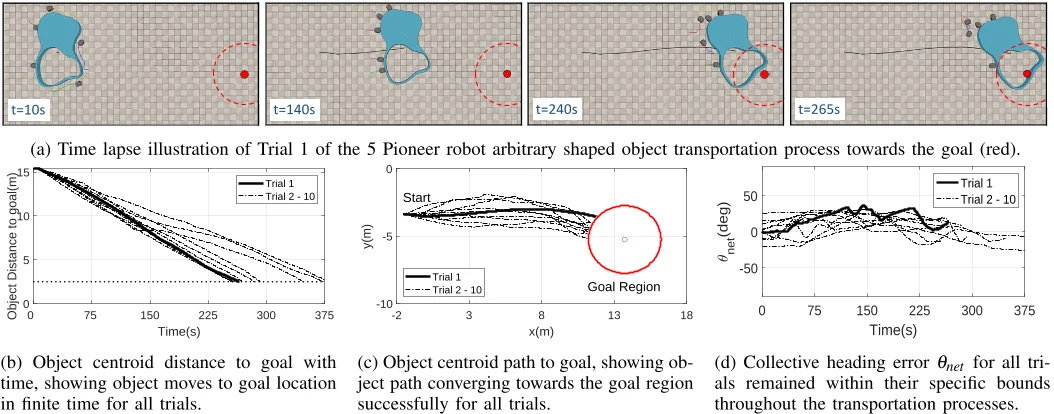 t=10s
t=140s
t=240s
t=265s
(a) Time lapse illustration of Trial 1 of the 5 Pioneer robot arbitrary shaped object transportation process towards the goal (red).
Object Distance to goal(m)
15
10
5
0
0 75 150 225 300 375
Time(s)
Trial 1
Trial 2 - 10
y(m)
0
-5
-10
-2 3 8 13 18
x(m)
Start
Trial 1
Trial 2 - 10
Goal Region
θnet(deg)
50
0
-50
0 75 150 225 300 375
Time(s)
Trial 1
Trial 2 - 10
(b) Object centroid distance to goal with
time, showing object moves to goal location
in finite time for all trials.
(c) Object centroid path to goal, showing ob-
ject path converging towards the goal region
successfully for all trials.
(d) Collective heading error θnet for all tri-
als remained within their specific bounds
throughout the transportation processes.